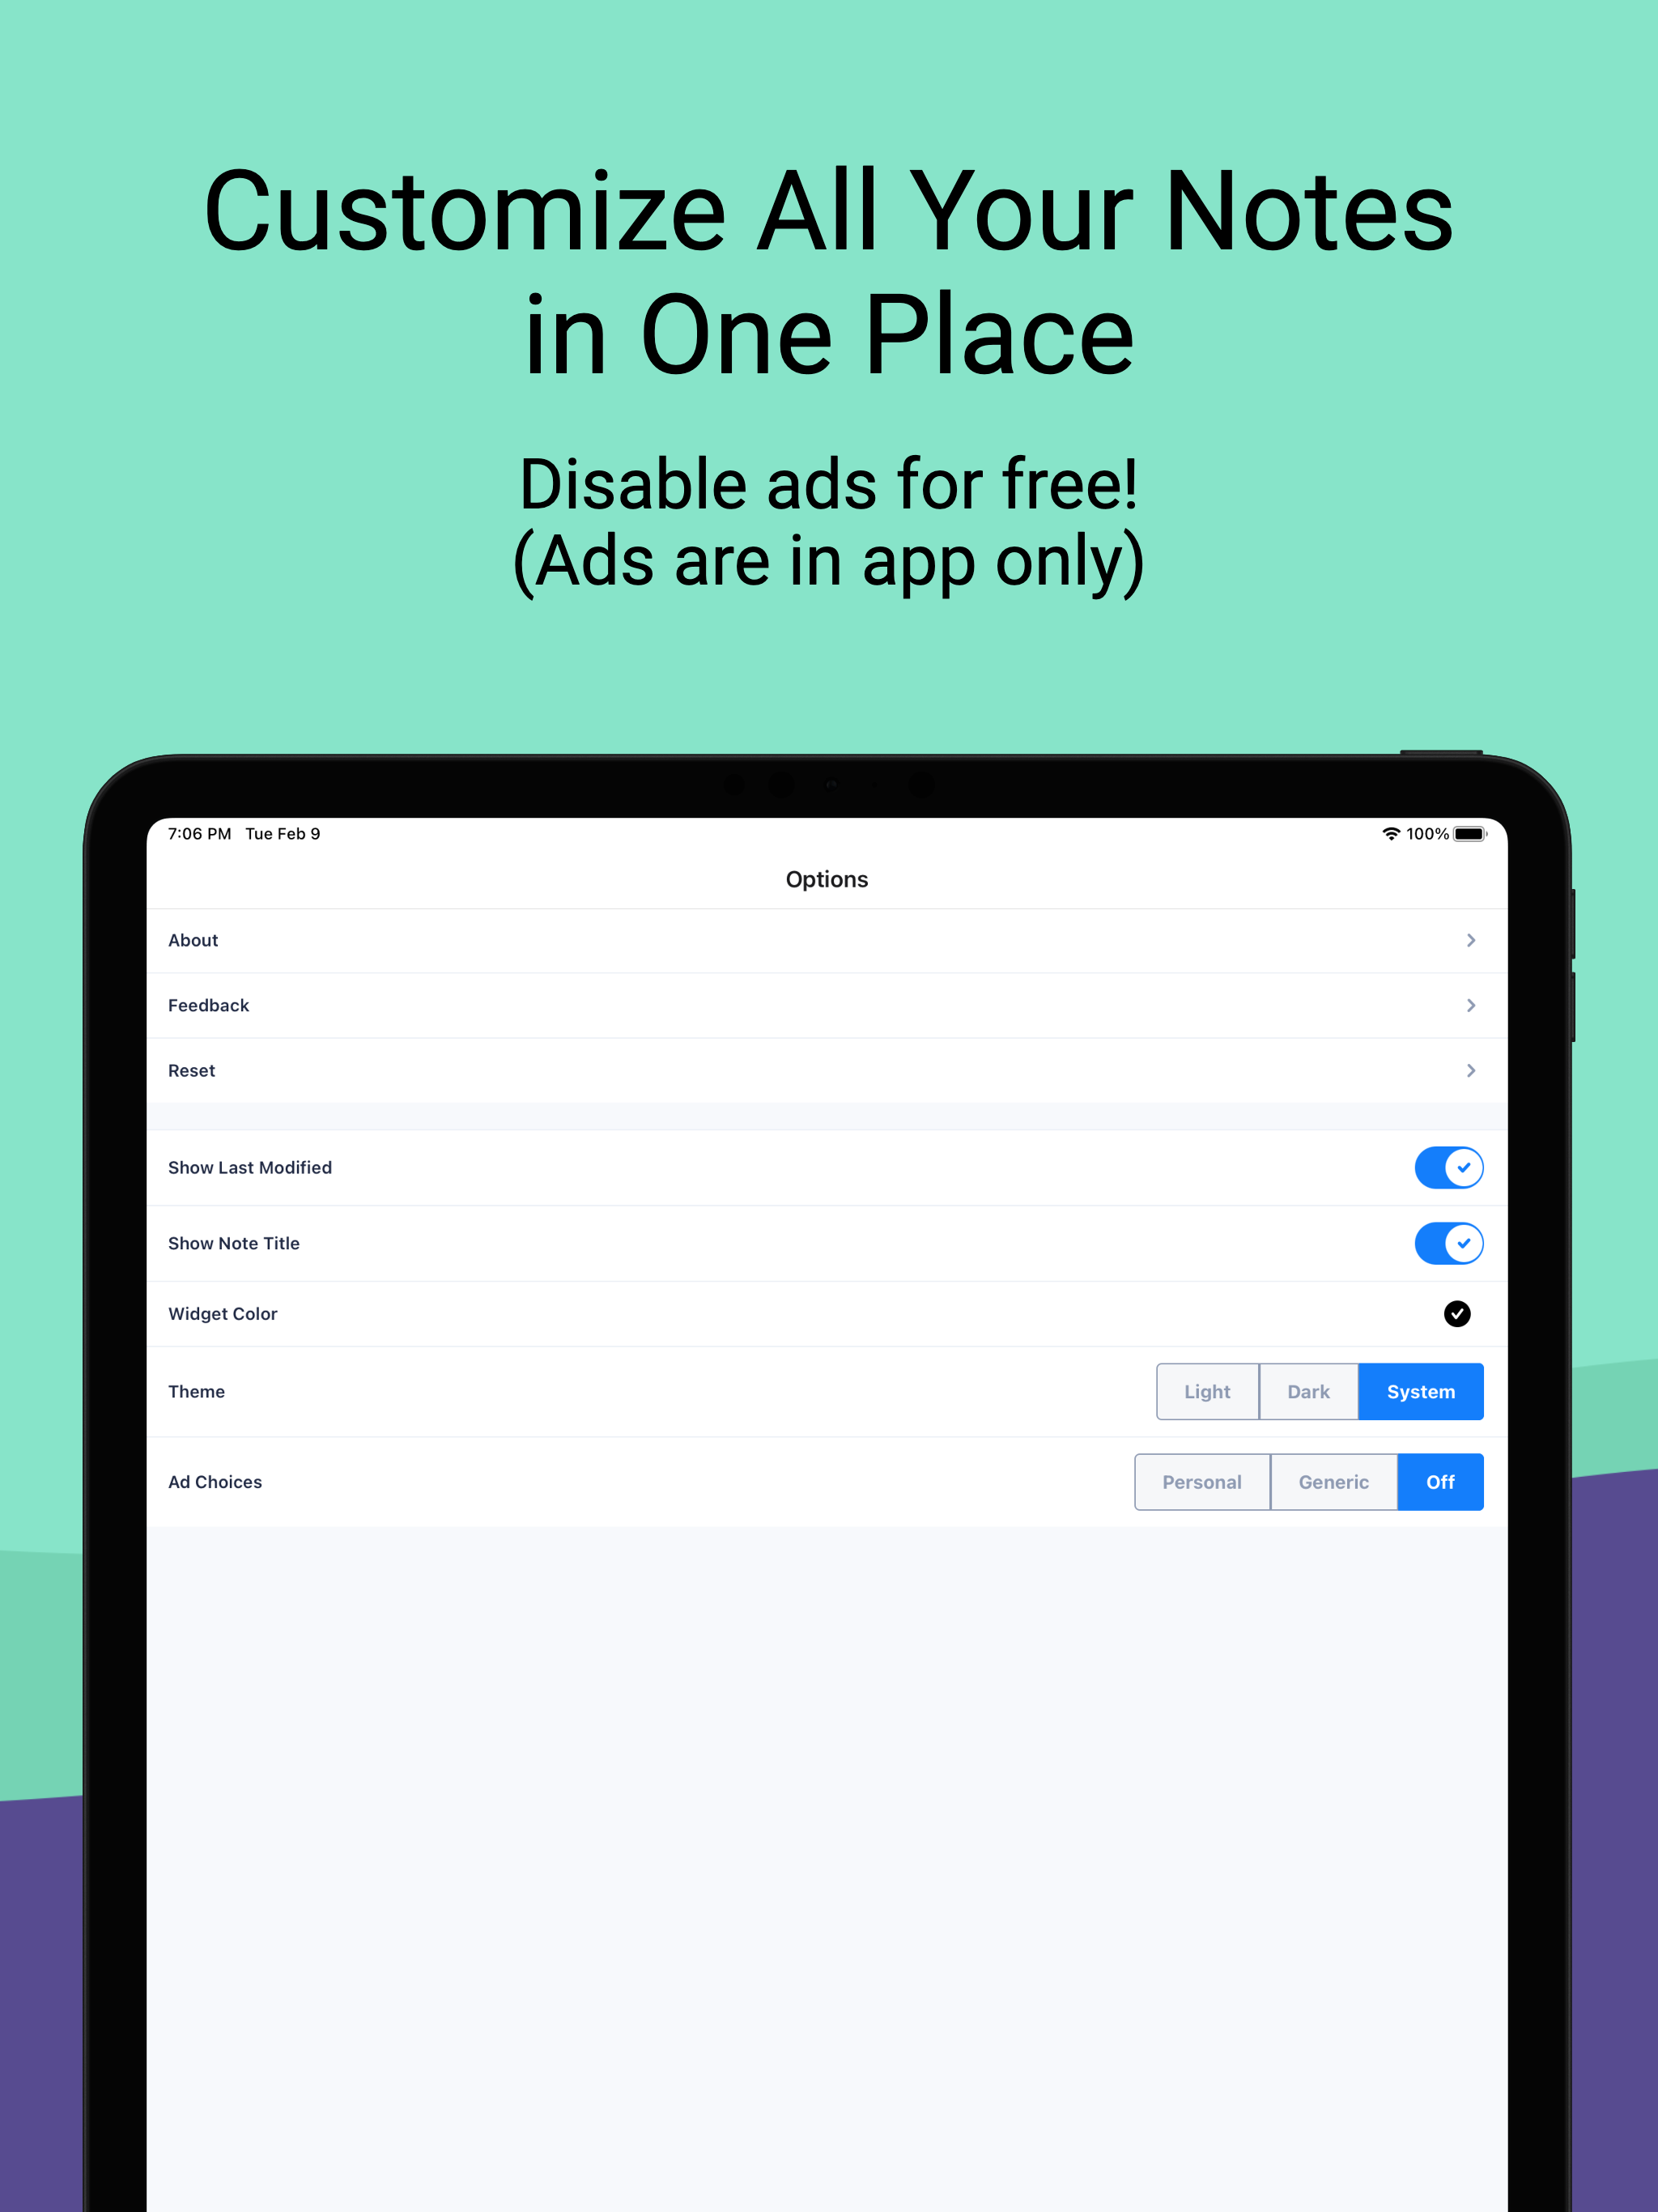 Customize All Your Notes
in One Place
Disable ads for free!
(Ads are in app only)
7:06 PM Tue Feb 9
100%
Options
About
Feedback
Reset
Show Last Modified
Show Note Title
Widget Color
Theme
Light Dark System
Ad Choices
Personal Generic Off